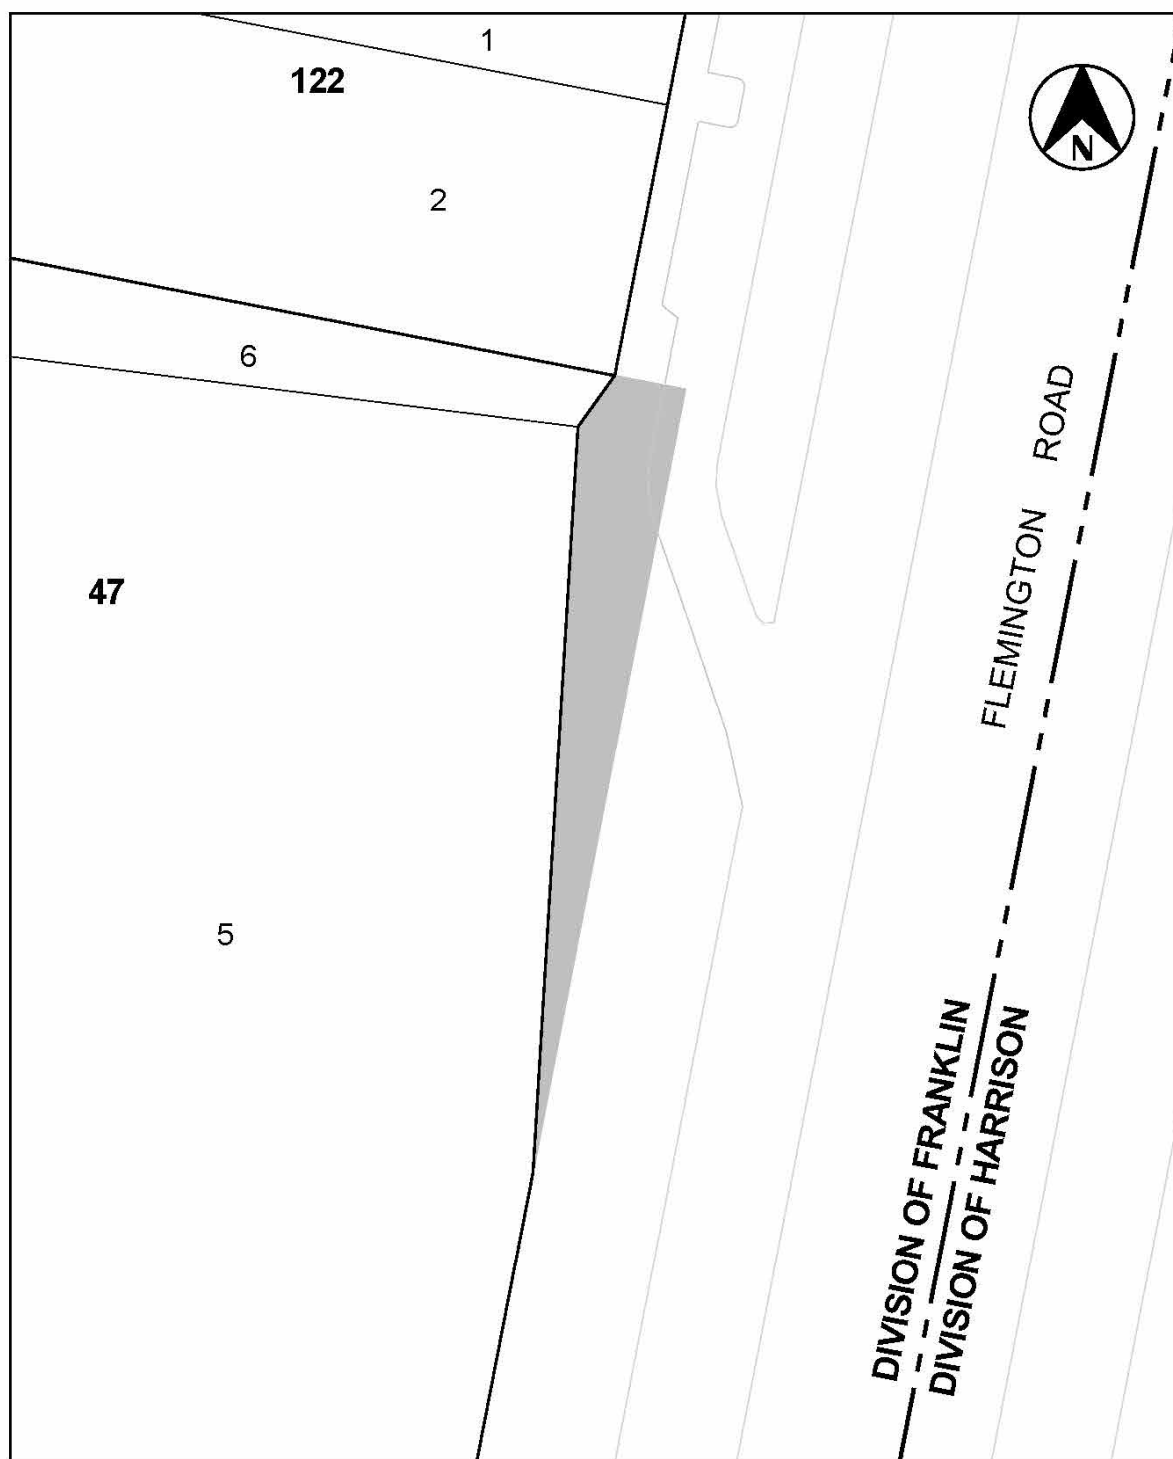 1
122
N
2
6
FLEMINGTON ROAD
47
5
DIVISION OF FRANKLIN
DIVISION OF HARRISON